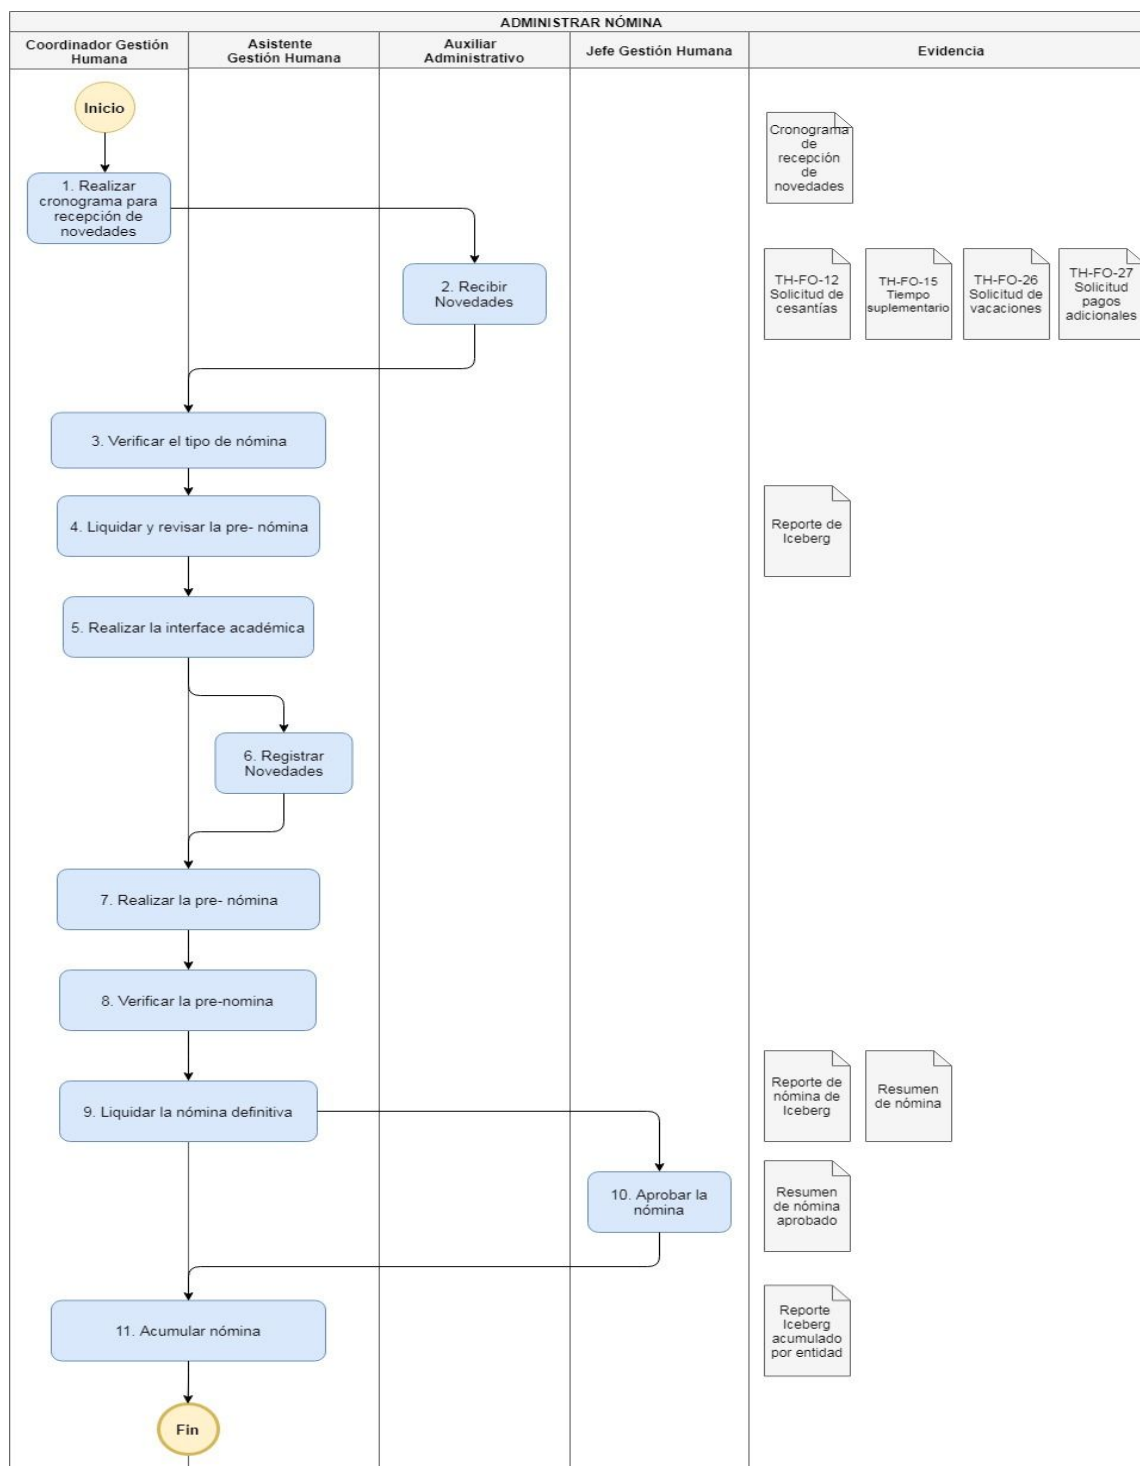 ADMINISTRAR NÓMINA
Coordinador Gestión
Humana
Asistente
Gestión Humana
Auxiliar
Administrativo
Jefe Gestión Humana
Evidencia
Inicio
Cronograma
de
recepción
de
novedades
1. Realizar
cronograma para
recepción de
novedades
2. Recibir
Novedades
TH-FO-12
Solicitud de
cesantías
TH-FO-15
Tiempo
suplementario
TH-FO-26
Solicitud de
vacaciones
TH-FO-27
Solicitud
pagos
adicionales
3. Verificar el tipo de nómina
4. Liquidar y revisar la pre- nómina
Reporte de
Iceberg
5. Realizar la interface académica
6. Registrar
Novedades
7. Realizar la pre- nómina
8. Verificar la pre-nomina
9. Liquidar la nómina definitiva
Reporte de
nómina de
Iceberg
Resumen
de nómina
10. Aprobar la
nómina
Resumen
de nómina
aprobado
11. Acumular nómina
Reporte
Iceberg
acumulado
por entidad
Fin